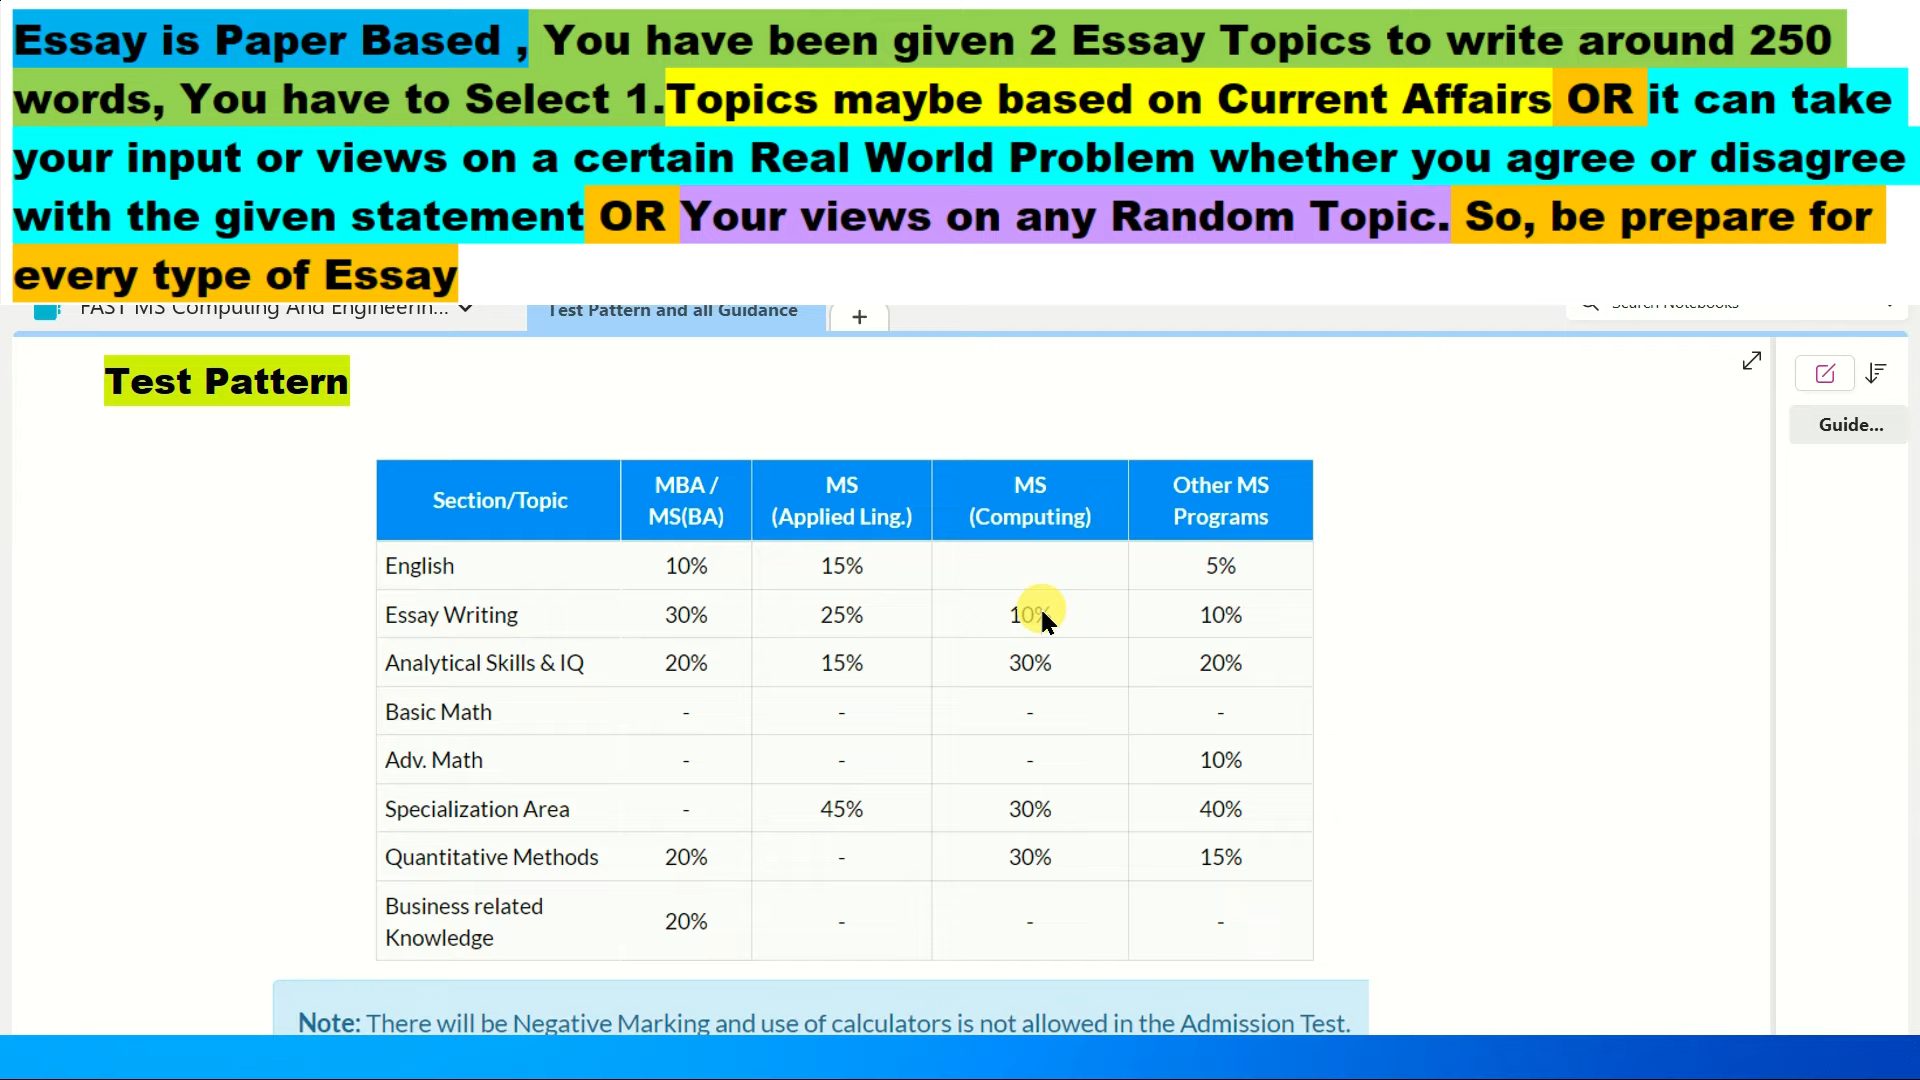 Essay is Paper Based , You have been given 2 Essay Topics to write around 250
words, You have to Select 1.Topics maybe based on Current Affairs OR it can take
your input or views on a certain Real World Problem whether you agree or disagree
with the given statement OR Your views on any Random Topic. So, be prepare for
every type of Essay
FAST MS Computing And Engineerin...
Test Pattern and all Guidance
+
Search Notebooks
Test Pattern
Guide...
Section/Topic MBA / MS(BA) MS (Applied Ling.) MS (Computing) Other MS Programs
English 10% 15% 5%
Essay Writing 30% 25% 10% 10%
Analytical Skills & IQ 20% 15% 30% 20%
Basic Math - - - -
Adv. Math - - - 10%
Specialization Area - 45% 30% 40%
Quantitative Methods 20% - 30% 15%
Business related Knowledge 20% - - -
Note: There will be Negative Marking and use of calculators is not allowed in the Admission Test.